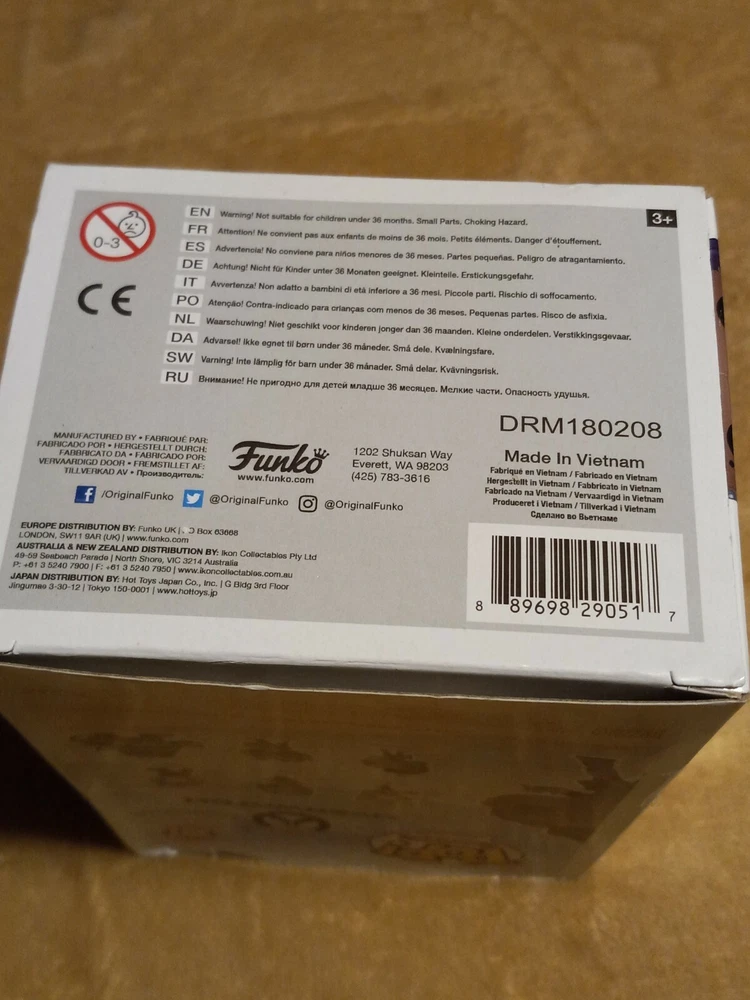 0-3
3+
EN Warning! Not suitable for children under 36 months. Small Parts. Choking Hazard.
FR Attention! Ne convient pas aux enfants de moins de 36 mois. Petits éléments. Danger d'étouffement.
ES Advertencia! No conviene para niños menores de 36 meses. Partes pequeñas. Peligro de atragantamiento.
DE Achtung! Nicht für Kinder unter 36 Monaten geeignet. Kleinteile. Erstickungsgefahr.
IT Avvertenza! Non adatto a bambini di età inferiore a 36 mesi. Piccole parti. Rischio di soffocamento.
PO Atenção! Contra-indicado para crianças com menos de 36 meses. Pequenas partes. Risco de asfixia.
NL Waarschuwing! Niet geschikt voor kinderen jonger dan 36 maanden. Kleine onderdelen. Verstikkingsgevaar.
DA Advarsel! Ikke egnet til børn under 36 måneder. Små dele. Kvælningsfare.
SW Varning! Inte lämplig för barn under 36 månader. Små delar. Kvävningsrisk.
RU Внимание! Не пригодно для детей младше 36 месяцев. Мелкие части. Опасность удушья.
CE
MANUFACTURED BY • FABRIQUÉ PAR:
FABRICADO POR • HERGESTELLT DURCH:
FABBRICATO DA • FABRICADO POR:
VERVAARDIGD DOOR • FREMSTILLET AF:
TILLVERKAD AV • Производитель:
Funko
www.funko.com
1202 Shuksan Way
Everett, WA 98203
(425) 783-3616
/OriginalFunko @OriginalFunko @OriginalFunko
DRM180208
Made In Vietnam
Fabriqué en Vietnam / Fabricado en Vietnam
Hergestellt in Vietnam / Fabbricato in Vietnam
Fabricado na Vietnam / Vervaardigd in Vietnam
Produceret i Vietnam / Tillverkad i Vietnam
Сделано во Вьетнаме
EUROPE DISTRIBUTION BY: Funko UK | O Box 63668
LONDON, SW11 9AR (UK) | www.funko.com
AUSTRALIA & NEW ZEALAND DISTRIBUTION BY: Ikon Collectables Pty Ltd
49-59 Seabeach Parade | North Shore, VIC 3214 Australia
P: +61 3 5240 7900 | F: +61 3 5240 7950 | www.ikoncollectables.com.au
JAPAN DISTRIBUTION BY: Hot Toys Japan Co., Inc. | G Bldg 3rd Floor
Jingumae 3-30-12 | Tokyo 150-0001 | www.hottoys.jp
8 89698 29051 7